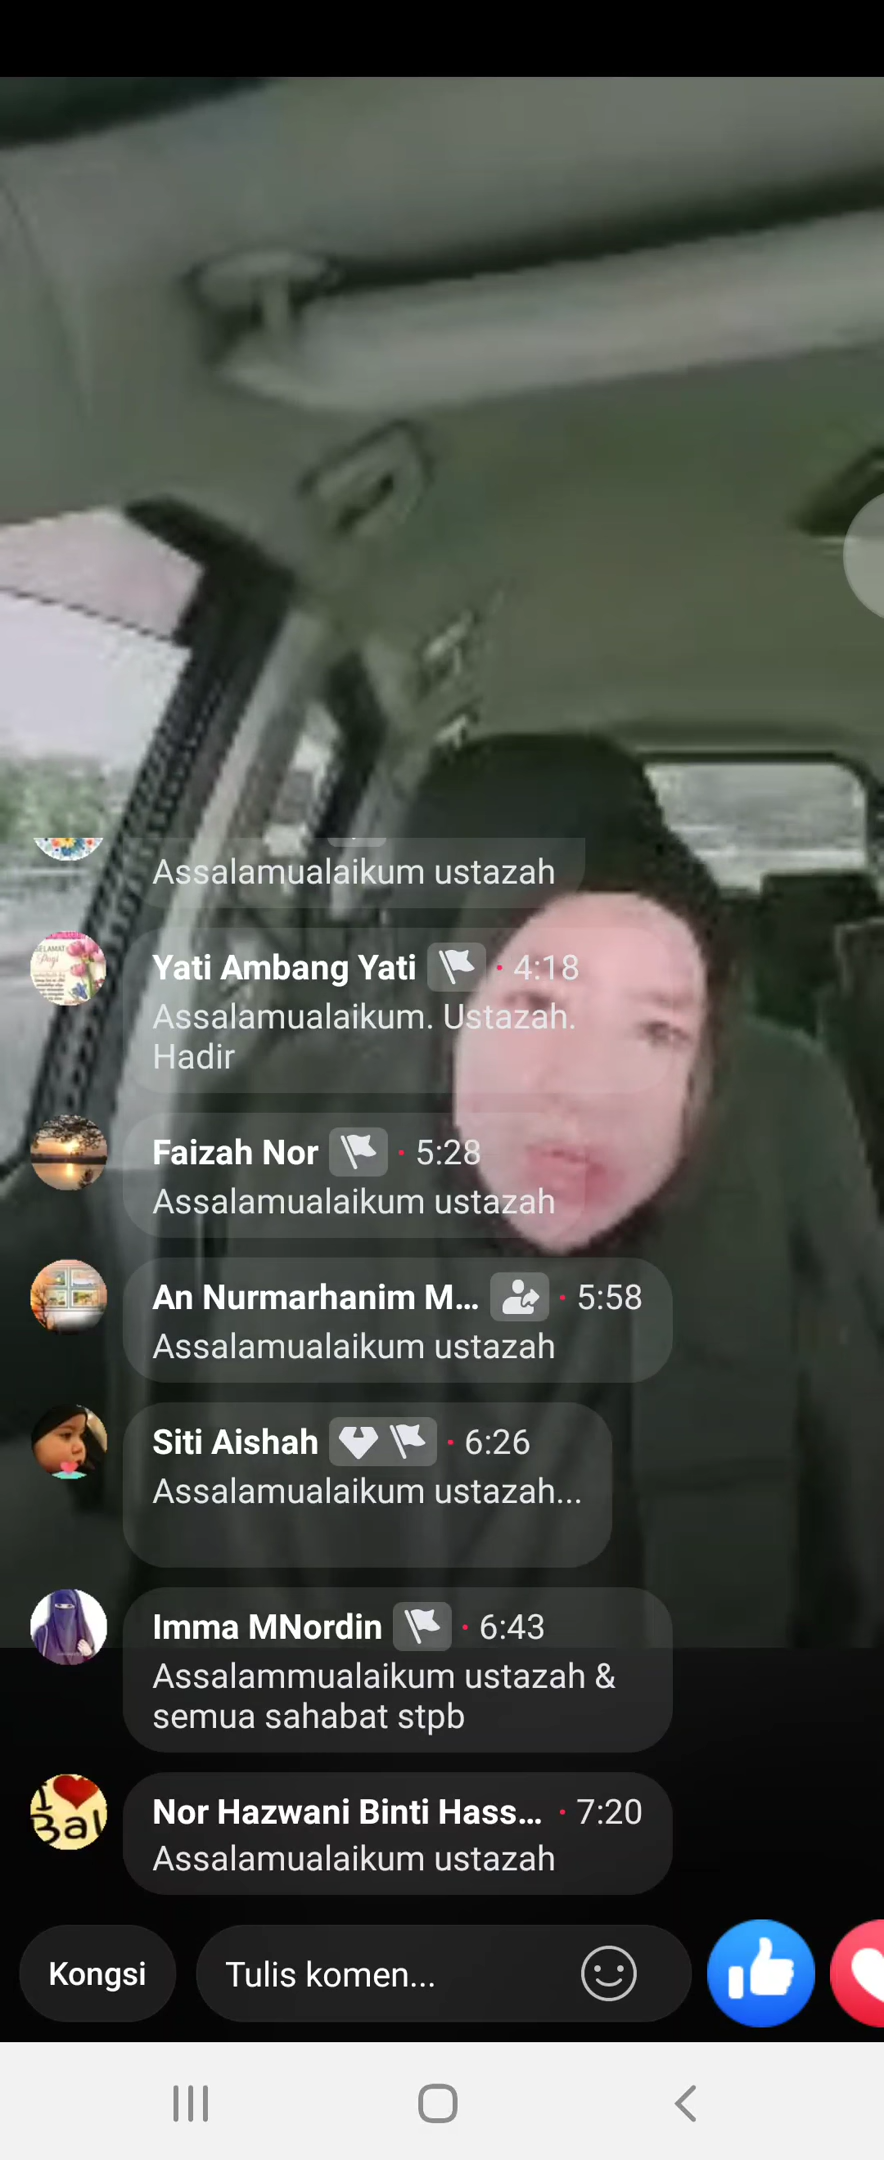 Assalamualaikum ustazah
Yati Ambang Yati · 4:18
Assalamualaikum. Ustazah.
Hadir
Faizah Nor · 5:28
Assalamualaikum ustazah
An Nurmarhanim M... · 5:58
Assalamualaikum ustazah
Siti Aishah · 6:26
Assalamualaikum ustazah...
Imma MNordin · 6:43
Assalammualaikum ustazah &
semua sahabat stpb
I
Bal
Nor Hazwani Binti Hass... · 7:20
Assalamualaikum ustazah
Kongsi
Tulis komen...